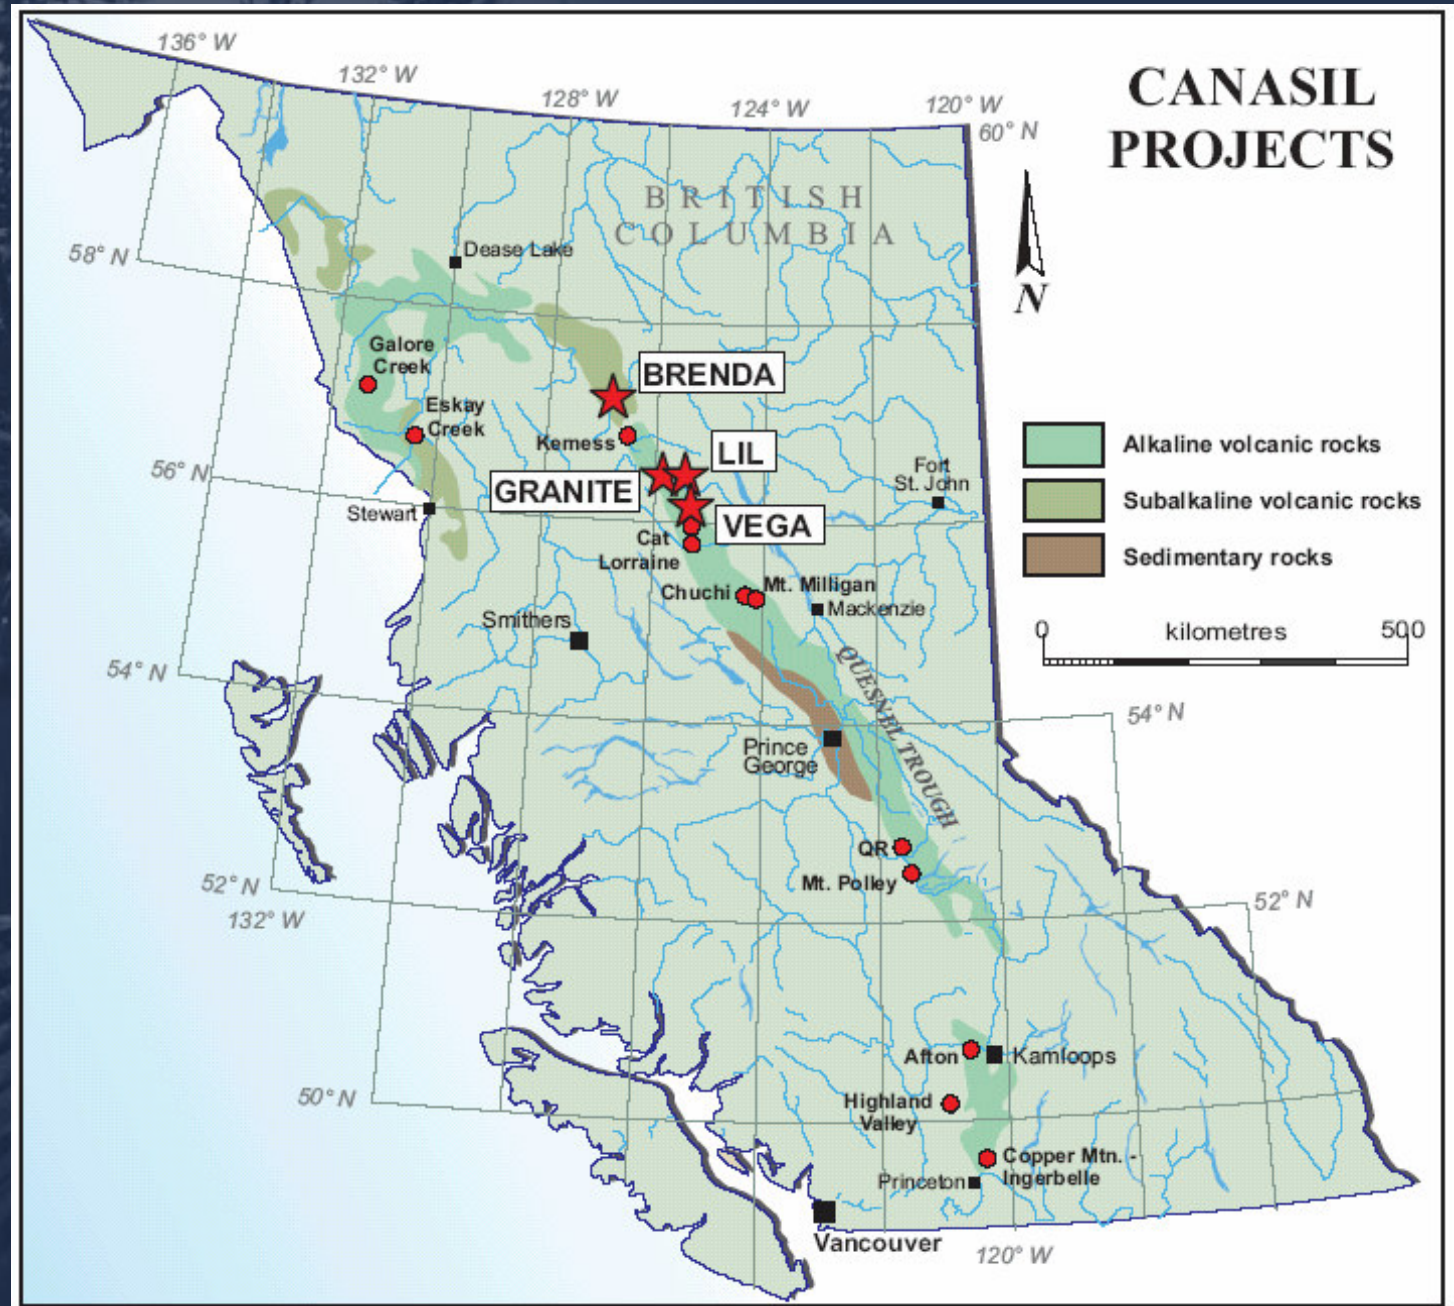 CANASIL
PROJECTS
136° W
132° W
128° W
124° W
120° W
60° N
BRITISH
COLUMBIA
N
58° N
Dease Lake
Galore
Creek
BRENDA
Eskay
Creek
Kemess
LIL
56° N
GRANITE
Fort
St. John
Stewart
VEGA
Cat
Lorraine
Chuchi
Mt. Milligan
Mackenzie
Smithers
Alkaline volcanic rocks
Subalkaline volcanic rocks
Sedimentary rocks
0 kilometres 500
54° N
QUESNEL TROUGH
54° N
Prince
George
QR
Mt. Polley
52° N
132° W
52° N
Afton
Kamloops
50° N
Highland
Valley
Copper Mtn. -
Ingerbelle
Princeton
Vancouver
120° W